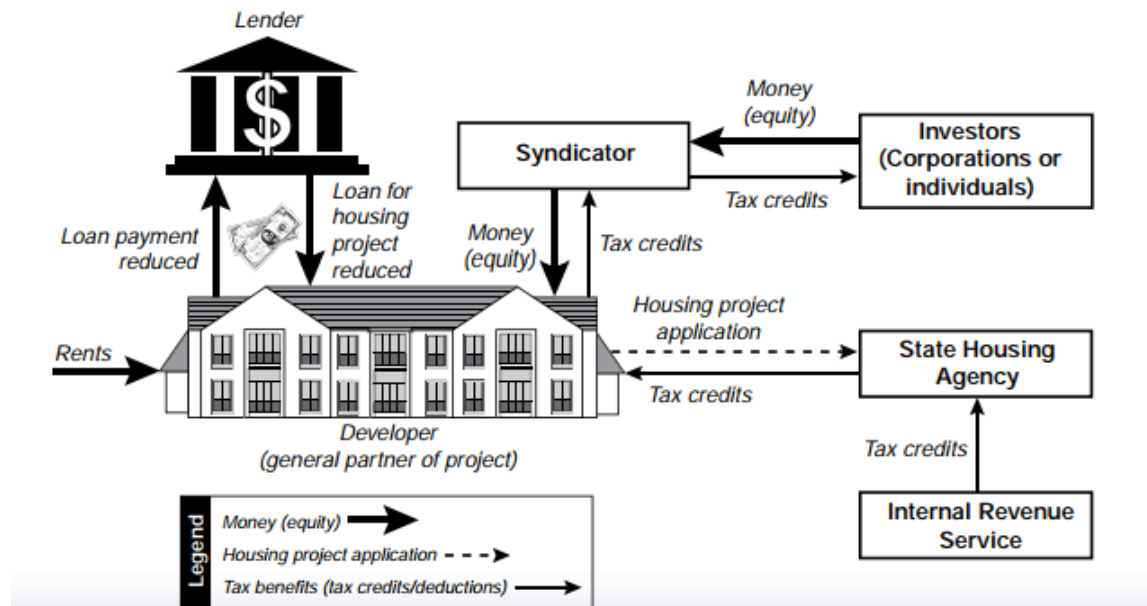 Lender
$
Loan payment
reduced
Loan for
housing
project
reduced
Money
(equity)
Syndicator
Investors
(Corporations or
individuals)
Tax credits
Money
(equity)
Tax credits
Housing project
application
State Housing
Agency
Tax credits
Rents
Developer
(general partner of project)
Tax credits
Internal Revenue
Service
Legend
Money (equity)
Housing project application
Tax benefits (tax credits/deductions)